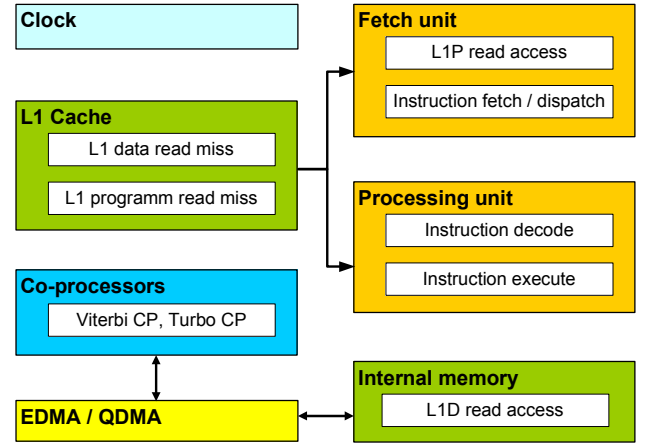 Clock
L1 Cache
L1 data read miss
L1 programm read miss
Co-processors
Viterbi CP, Turbo CP
EDMA / QDMA
Fetch unit
L1P read access
Instruction fetch / dispatch
Processing unit
Instruction decode
Instruction execute
Internal memory
L1D read access